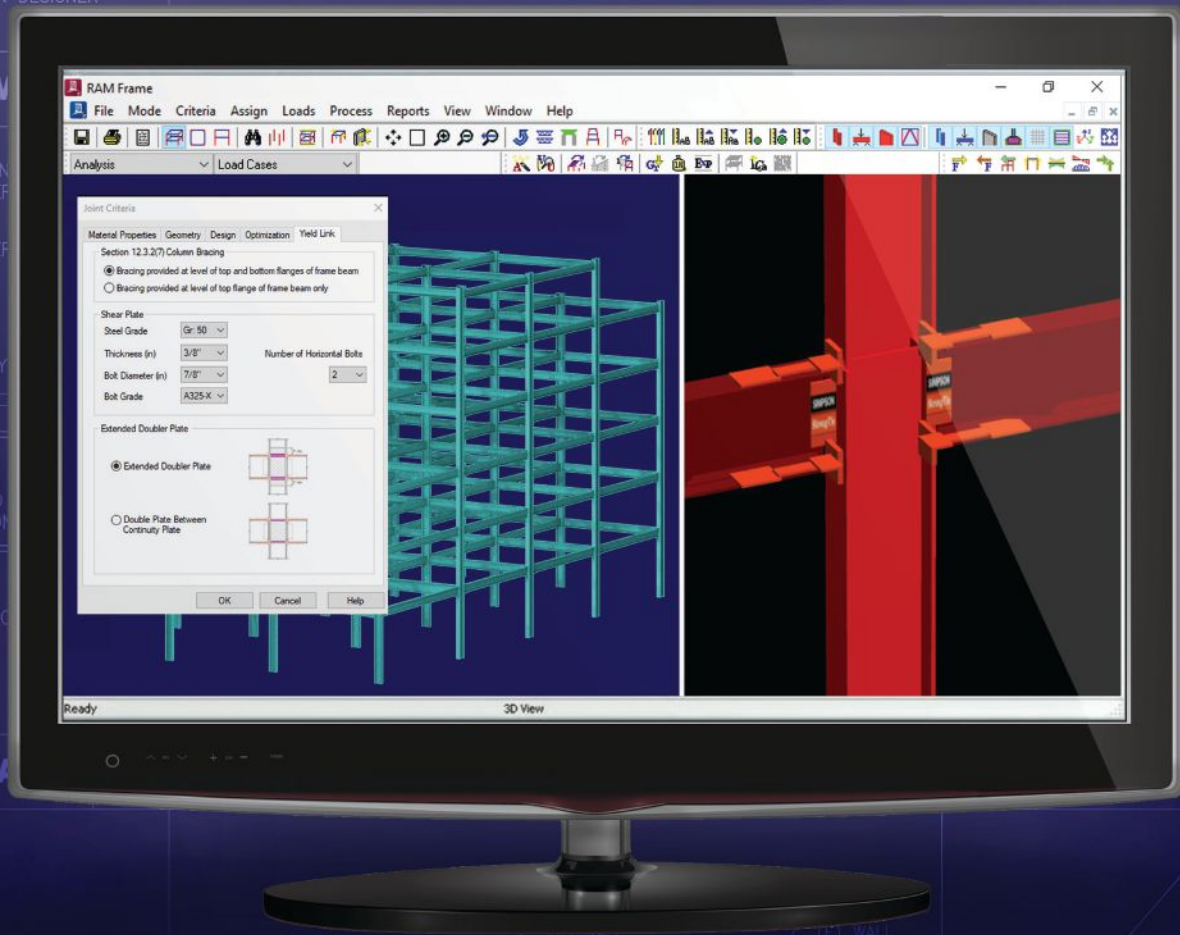 DESIGNER
RAM Frame
File Mode Criteria Assign Loads Process Reports View Window Help
Analysis Load Cases
Joint Criteria
Material Properties Geometry Design Optimization Yield Link
Section 12.3.2(7) Column Bracing
Bracing provided at level of top and bottom flanges of frame beam
Bracing provided at level of top flange of frame beam only
Shear Plate
Steel Grade Gr: 50
Thickness (in) 3/8" Number of Horizontal Bolts
Bolt Diameter (in) 7/8" 2
Bolt Grade A325-X
Extended Doubler Plate
Extended Doubler Plate
Double Plate Between
Continuity Plate
OK Cancel Help
SIMPSON
StrongTie
SIMPSON
StrongTie
Ready 3D View
WALL